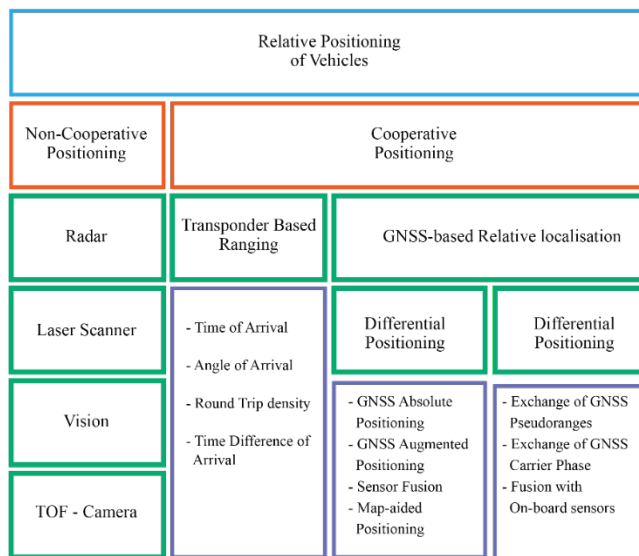 Relative Positioning
of Vehicles
Non-Cooperative
Positioning
Cooperative
Positioning
Radar
Transponder Based
Ranging
GNSS-based Relative localisation
Laser Scanner
Vision
TOF - Camera
- Time of Arrival
- Angle of Arrival
- Round Trip density
- Time Difference of
Arrival
Differential
Positioning
- GNSS Absolute
Positioning
- GNSS Augmented
Positioning
- Sensor Fusion
- Map-aided
Positioning
Differential
Positioning
- Exchange of GNSS
Pseudoranges
- Exchange of GNSS
Carrier Phase
- Fusion with
On-board sensors